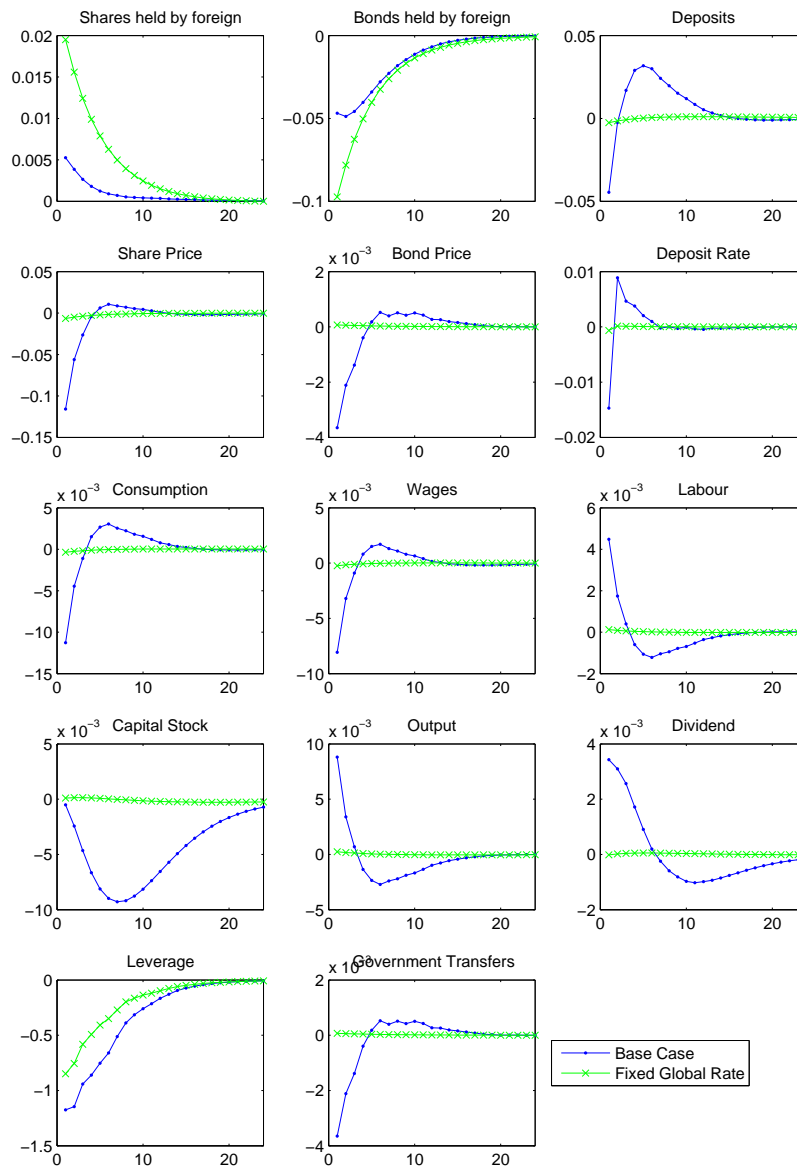 Shares held by foreign
Bonds held by foreign
Deposits
0.02
0.015
0.01
0.005
0
0 10 20
0
−0.05
−0.1
0 10 20
0.05
0
−0.05
0 10 20
Share Price
Bond Price
Deposit Rate
0.05
0
−0.05
−0.1
−0.15
0 10 20
x 10⁻³
2
0
−2
−4
0 10 20
0.01
0
−0.01
−0.02
0 10 20
Consumption
Wages
Labour
x 10⁻³
5
0
−5
−10
−15
0 10 20
x 10⁻³
5
0
−5
−10
0 10 20
x 10⁻³
6
4
2
0
−2
0 10 20
Capital Stock
Output
Dividend
x 10⁻³
5
0
−5
−10
0 10 20
x 10⁻³
10
5
0
−5
0 10 20
x 10⁻³
4
2
0
−2
0 10 20
Leverage
Government Transfers
0
−0.5
−1
−1.5
0 10 20
x 10⁻³
2
0
−2
−4
0 10 20
Base Case
Fixed Global Rate